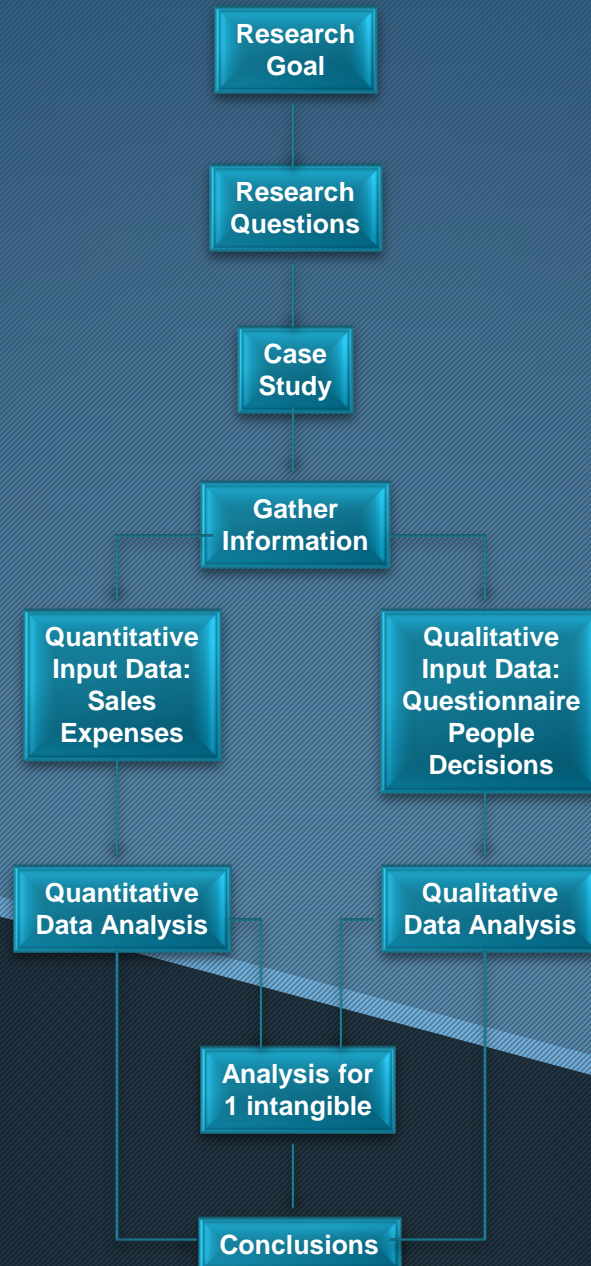 Research
Goal
Research
Questions
Case
Study
Gather
Information
Quantitative
Input Data:
Sales
Expenses
Qualitative
Input Data:
Questionnaire
People
Decisions
Quantitative
Data Analysis
Qualitative
Data Analysis
Analysis for
1 intangible
Conclusions